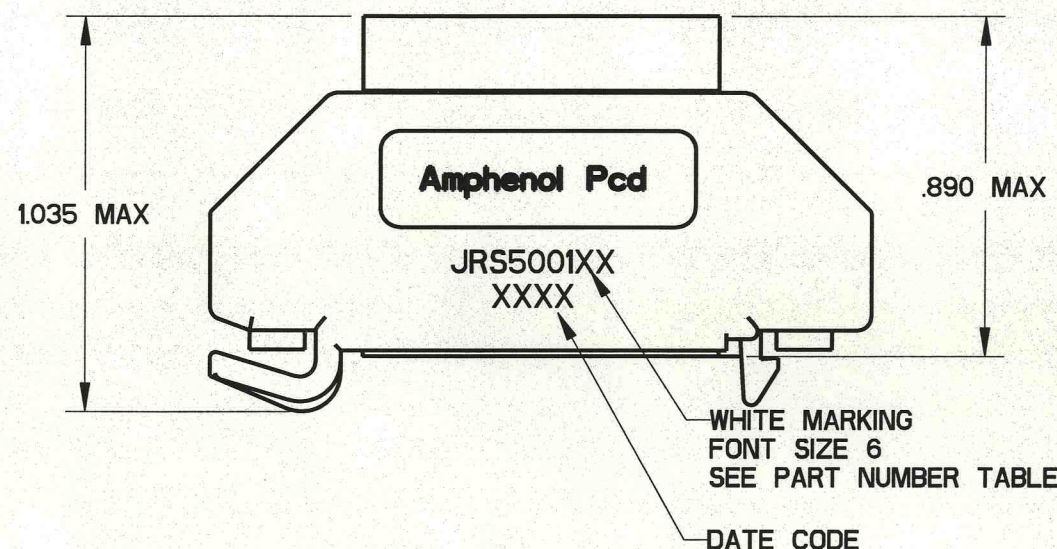 1.035 MAX
.890 MAX
Amphenol Pcd
JRS5001XX
XXXX
WHITE MARKING
FONT SIZE 6
SEE PART NUMBER TABLE
DATE CODE